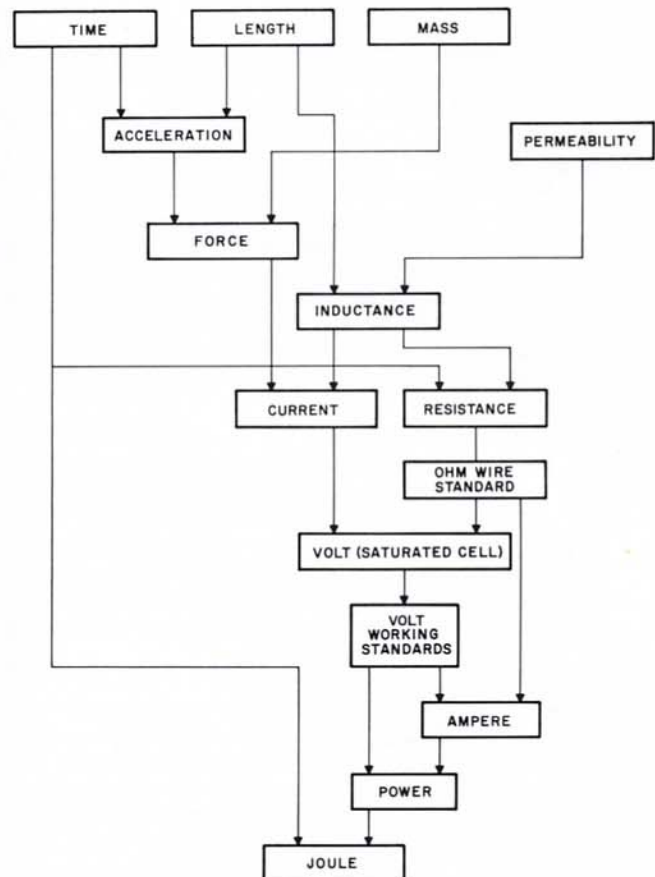 TIME
LENGTH
MASS
ACCELERATION
PERMEABILITY
FORCE
INDUCTANCE
CURRENT
RESISTANCE
OHM WIRE
STANDARD
VOLT (SATURATED CELL)
VOLT
WORKING
STANDARDS
AMPERE
POWER
JOULE